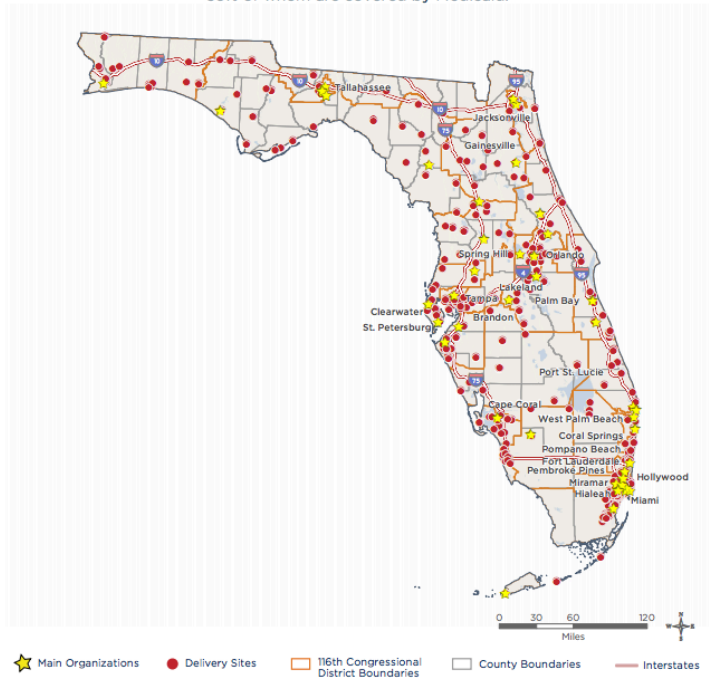 10
10
95
Tallahassee
10
Jacksonville
75
Gainesville
Spring Hill
Orlando
4
95
Lakeland
Tampa
Palm Bay
Clearwater
Brandon
St. Petersburg
Port St. Lucie
75
Cape Coral
West Palm Beach
Coral Springs
Pompano Beach
Fort Lauderdale
Pembroke Pines
Hollywood
Miramar
Hialeah
Miami
0 30 60 120
Miles
N
W E
S
Main Organizations
Delivery Sites
116th Congressional
District Boundaries
County Boundaries
Interstates